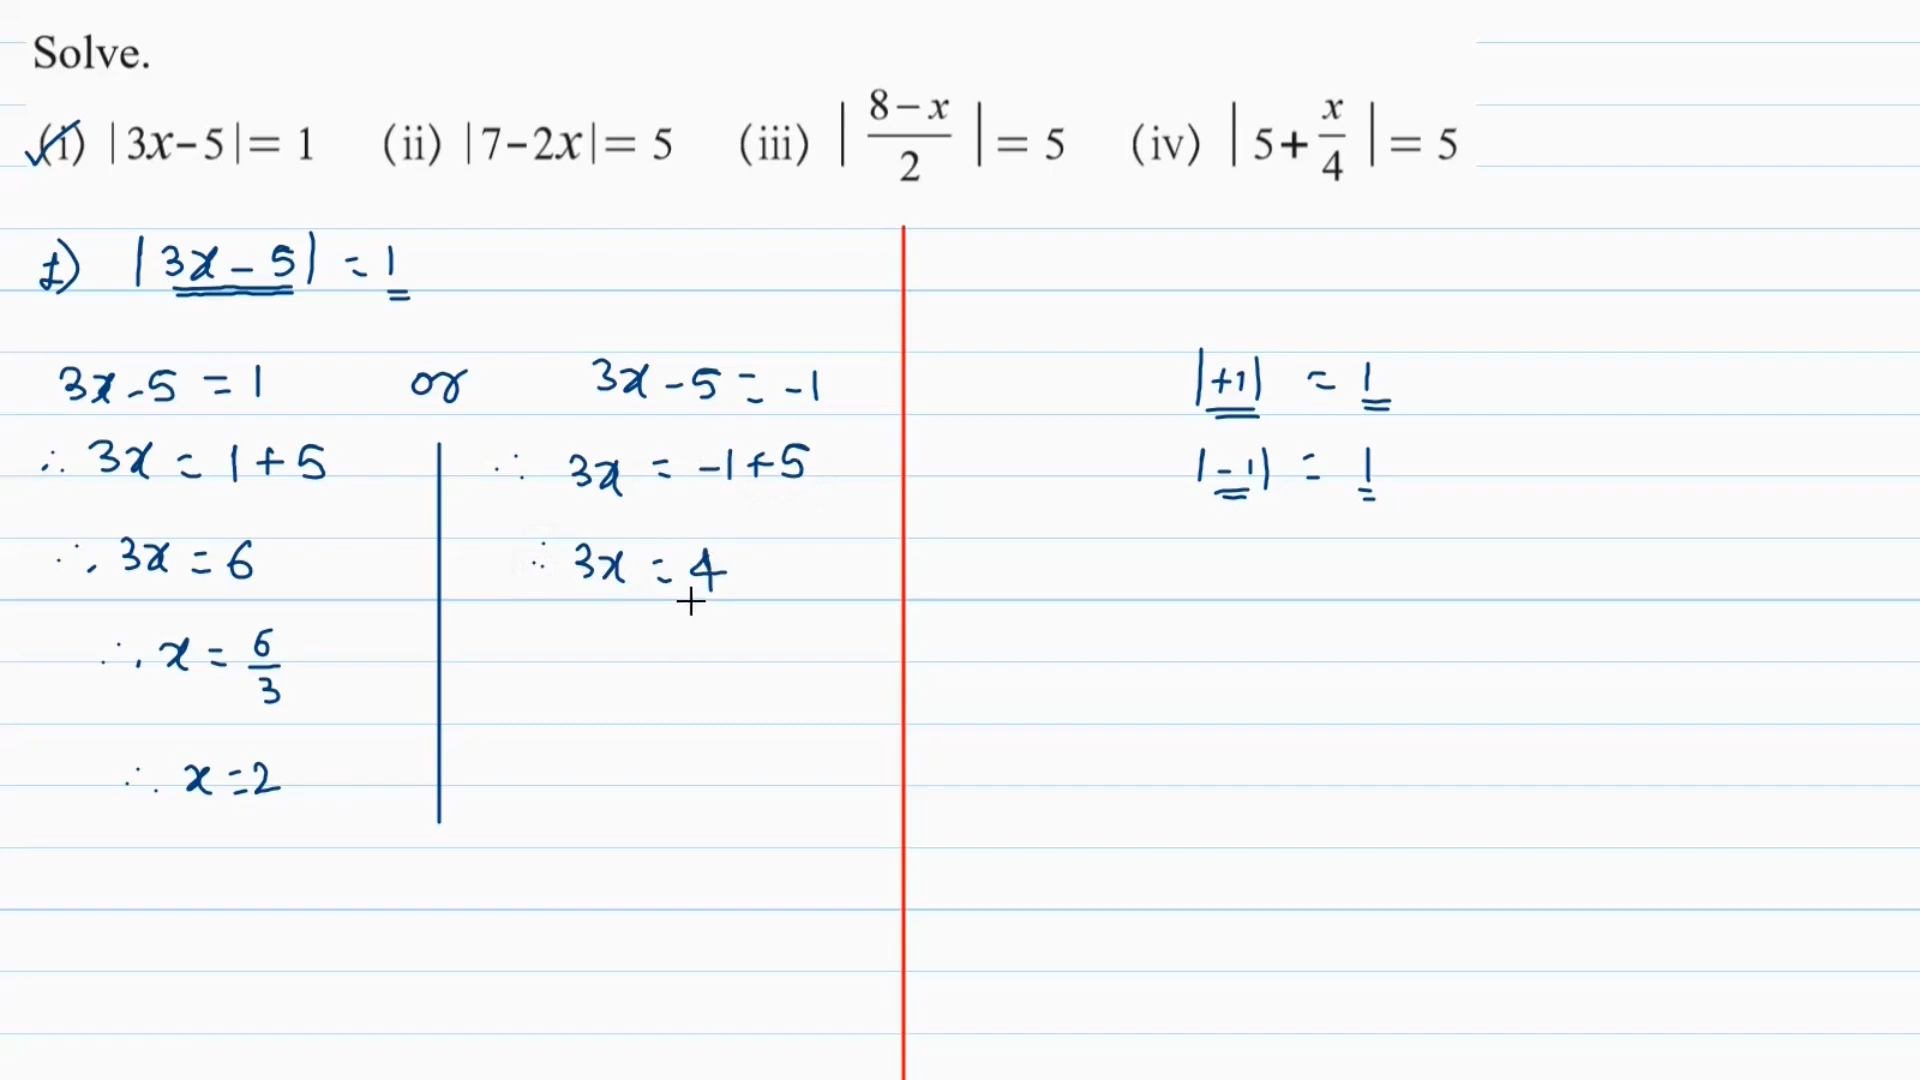 Solve.
(i) |3x−5|= 1 (ii) |7−2x|= 5 (iii) |(8−x)/2|= 5 (iv) |5+x/4|= 5
I) |3x − 5| = 1
3x − 5 = 1 or 3x − 5 = −1
∴ 3x = 1 + 5
∴ 3x = 6
∴ x = 6/3
∴ x = 2
∴ 3x = −1 + 5
∴ 3x = 4
|+1| = 1
|−1| = 1